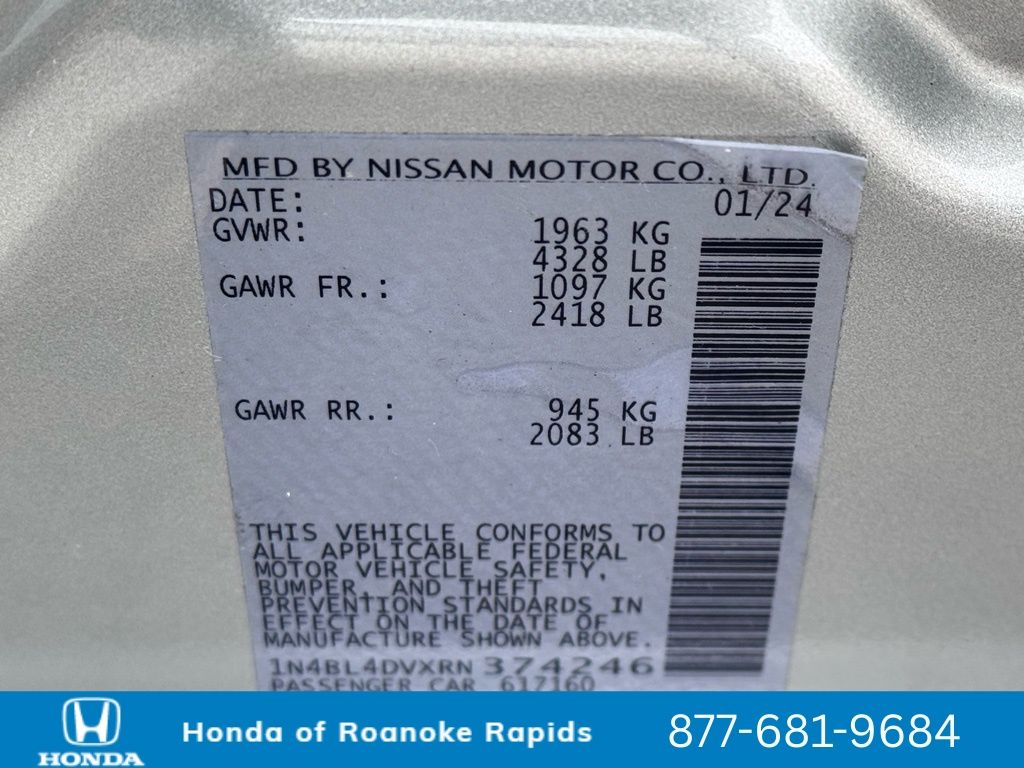 MFD BY NISSAN MOTOR CO., LTD.
DATE: 01/24
GVWR: 1963 KG
4328 LB
GAWR FR.: 1097 KG
2418 LB
GAWR RR.: 945 KG
2083 LB
THIS VEHICLE CONFORMS TO
ALL APPLICABLE FEDERAL
MOTOR VEHICLE SAFETY,
BUMPER, AND THEFT
PREVENTION STANDARDS IN
EFFECT ON THE DATE OF
MANUFACTURE SHOWN ABOVE.
1N4BL4DVXRN374246
PASSENGER CAR 617160
HONDA
Honda of Roanoke Rapids
877-681-9684